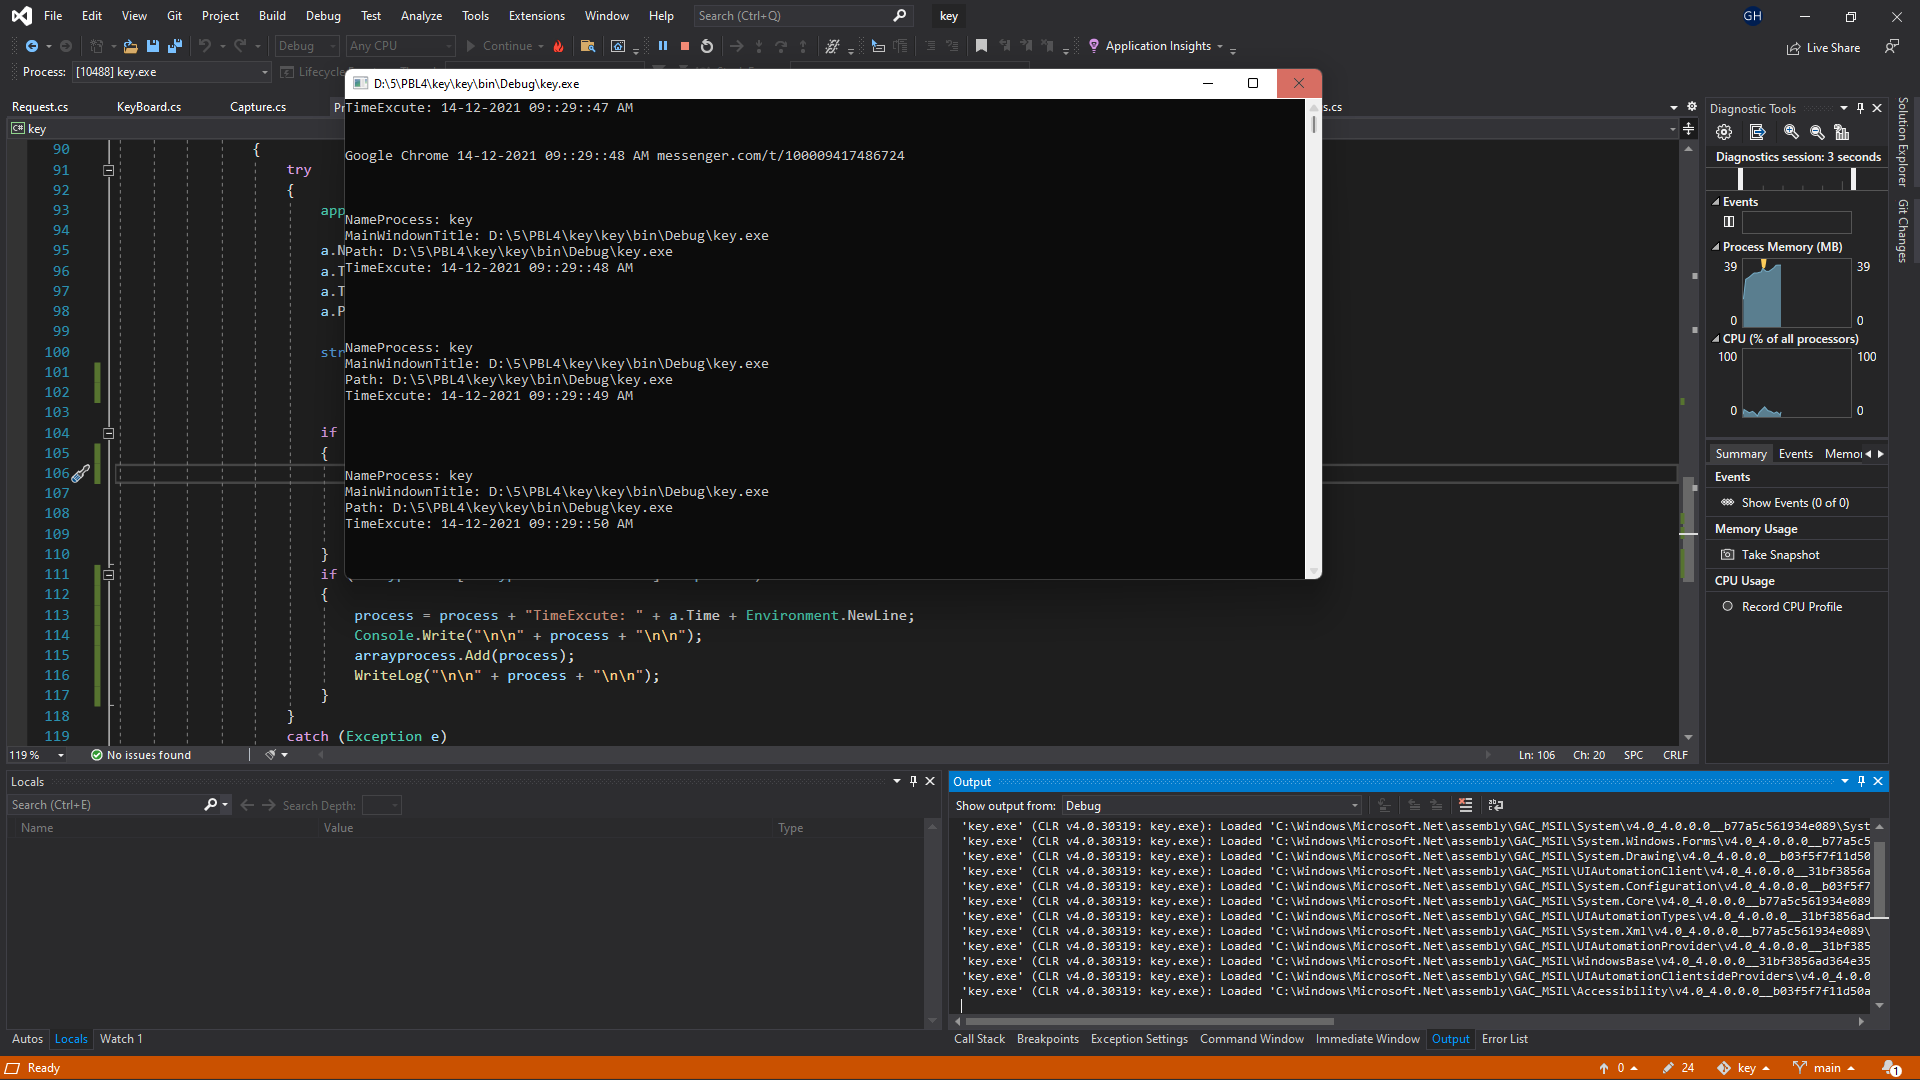 File Edit View Git Project Build Debug Test Analyze Tools Extensions Window Help Search (Ctrl+Q) key GH
Debug Any CPU Continue Application Insights Live Share
Process: [10488] key.exe Lifecycle
D:\5\PBL4\key\key\bin\Debug\key.exe
Request.cs KeyBoard.cs Capture.cs
key
TimeExcute: 14-12-2021 09::29::47 AM
Google Chrome 14-12-2021 09::29::48 AM messenger.com/t/100009417486724
NameProcess: key
MainWindownTitle: D:\5\PBL4\key\key\bin\Debug\key.exe
Path: D:\5\PBL4\key\key\bin\Debug\key.exe
TimeExcute: 14-12-2021 09::29::48 AM
NameProcess: key
MainWindownTitle: D:\5\PBL4\key\key\bin\Debug\key.exe
Path: D:\5\PBL4\key\key\bin\Debug\key.exe
TimeExcute: 14-12-2021 09::29::49 AM
NameProcess: key
MainWindownTitle: D:\5\PBL4\key\key\bin\Debug\key.exe
Path: D:\5\PBL4\key\key\bin\Debug\key.exe
TimeExcute: 14-12-2021 09::29::50 AM
90 {
91 try
92 {
93 app
94
95 a.N
96 a.T
97 a.T
98 a.P
99
100 str
101
102
103
104 if
105 {
106
107
108
109
110 }
111 if
112 {
113 process = process + "TimeExcute: " + a.Time + Environment.NewLine;
114 Console.Write("\n\n" + process + "\n\n");
115 arrayprocess.Add(process);
116 WriteLog("\n\n" + process + "\n\n");
117 }
118 }
119 catch (Exception e)
119 % No issues found Ln: 106 Ch: 20 SPC CRLF
Diagnostic Tools
Diagnostics session: 3 seconds
Events
Process Memory (MB)
39 39
0 0
CPU (% of all processors)
100 100
0 0
Summary Events Memor
Events
Show Events (0 of 0)
Memory Usage
Take Snapshot
CPU Usage
Record CPU Profile
Solution Explorer
Git Changes
Locals
Search (Ctrl+E) Search Depth:
Name Value Type
Autos Locals Watch 1
Output
Show output from: Debug
'key.exe' (CLR v4.0.30319: key.exe): Loaded 'C:\Windows\Microsoft.Net\assembly\GAC_MSIL\System\v4.0_4.0.0.0__b77a5c561934e089\Syst
'key.exe' (CLR v4.0.30319: key.exe): Loaded 'C:\Windows\Microsoft.Net\assembly\GAC_MSIL\System.Windows.Forms\v4.0_4.0.0.0__b77a5c5
'key.exe' (CLR v4.0.30319: key.exe): Loaded 'C:\Windows\Microsoft.Net\assembly\GAC_MSIL\System.Drawing\v4.0_4.0.0.0__b03f5f7f11d50
'key.exe' (CLR v4.0.30319: key.exe): Loaded 'C:\Windows\Microsoft.Net\assembly\GAC_MSIL\UIAutomationClient\v4.0_4.0.0.0__31bf3856a
'key.exe' (CLR v4.0.30319: key.exe): Loaded 'C:\Windows\Microsoft.Net\assembly\GAC_MSIL\System.Configuration\v4.0_4.0.0.0__b03f5f7
'key.exe' (CLR v4.0.30319: key.exe): Loaded 'C:\Windows\Microsoft.Net\assembly\GAC_MSIL\System.Core\v4.0_4.0.0.0__b77a5c561934e089
'key.exe' (CLR v4.0.30319: key.exe): Loaded 'C:\Windows\Microsoft.Net\assembly\GAC_MSIL\UIAutomationTypes\v4.0_4.0.0.0__31bf3856ad
'key.exe' (CLR v4.0.30319: key.exe): Loaded 'C:\Windows\Microsoft.Net\assembly\GAC_MSIL\System.Xml\v4.0_4.0.0.0__b77a5c561934e089\
'key.exe' (CLR v4.0.30319: key.exe): Loaded 'C:\Windows\Microsoft.Net\assembly\GAC_MSIL\UIAutomationProvider\v4.0_4.0.0.0__31bf385
'key.exe' (CLR v4.0.30319: key.exe): Loaded 'C:\Windows\Microsoft.Net\assembly\GAC_MSIL\WindowsBase\v4.0_4.0.0.0__31bf3856ad364e35
'key.exe' (CLR v4.0.30319: key.exe): Loaded 'C:\Windows\Microsoft.Net\assembly\GAC_MSIL\UIAutomationClientsideProviders\v4.0_4.0.0
'key.exe' (CLR v4.0.30319: key.exe): Loaded 'C:\Windows\Microsoft.Net\assembly\GAC_MSIL\Accessibility\v4.0_4.0.0.0__b03f5f7f11d50a
Call Stack Breakpoints Exception Settings Command Window Immediate Window Output Error List
Ready 0 24 key main 1